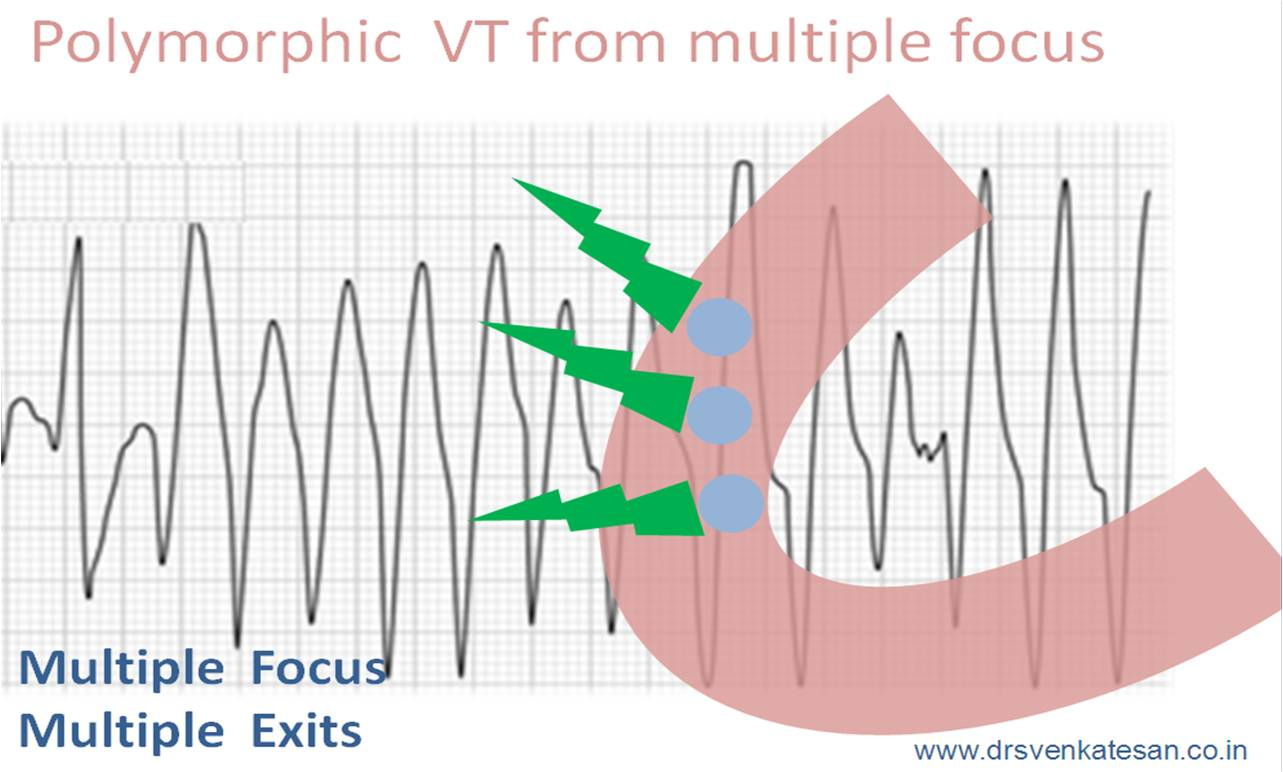 Polymorphic VT from multiple focus
Multiple Focus
Multiple Exits
www.drsvenkatesan.co.in